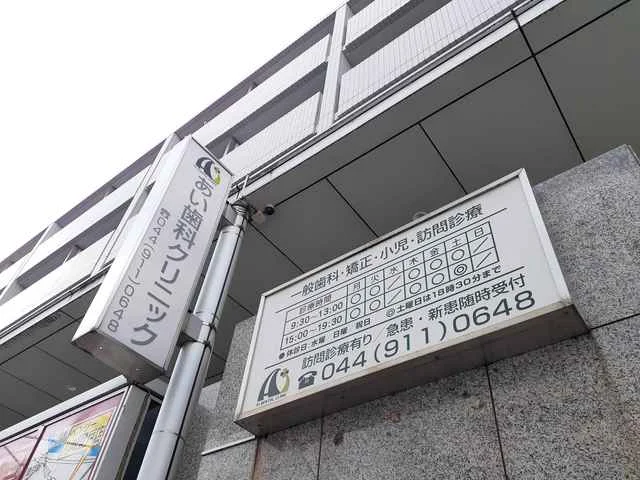 あい歯科クリニック
☎044(911)0648
一般歯科・矯正・小児・訪問診療
診療時間 月 火 水 木 金 土 日
9:30~13:00 ○ ○ ／ ○ ○ ○ ／
15:00~19:30 ○ ○ ／ ○ ○ ◎ ／
●休診日 水曜 日曜 祝日 ◎土曜日は18時30分まで
訪問診療有り 急患・新患随時受付
☎044(911)0648